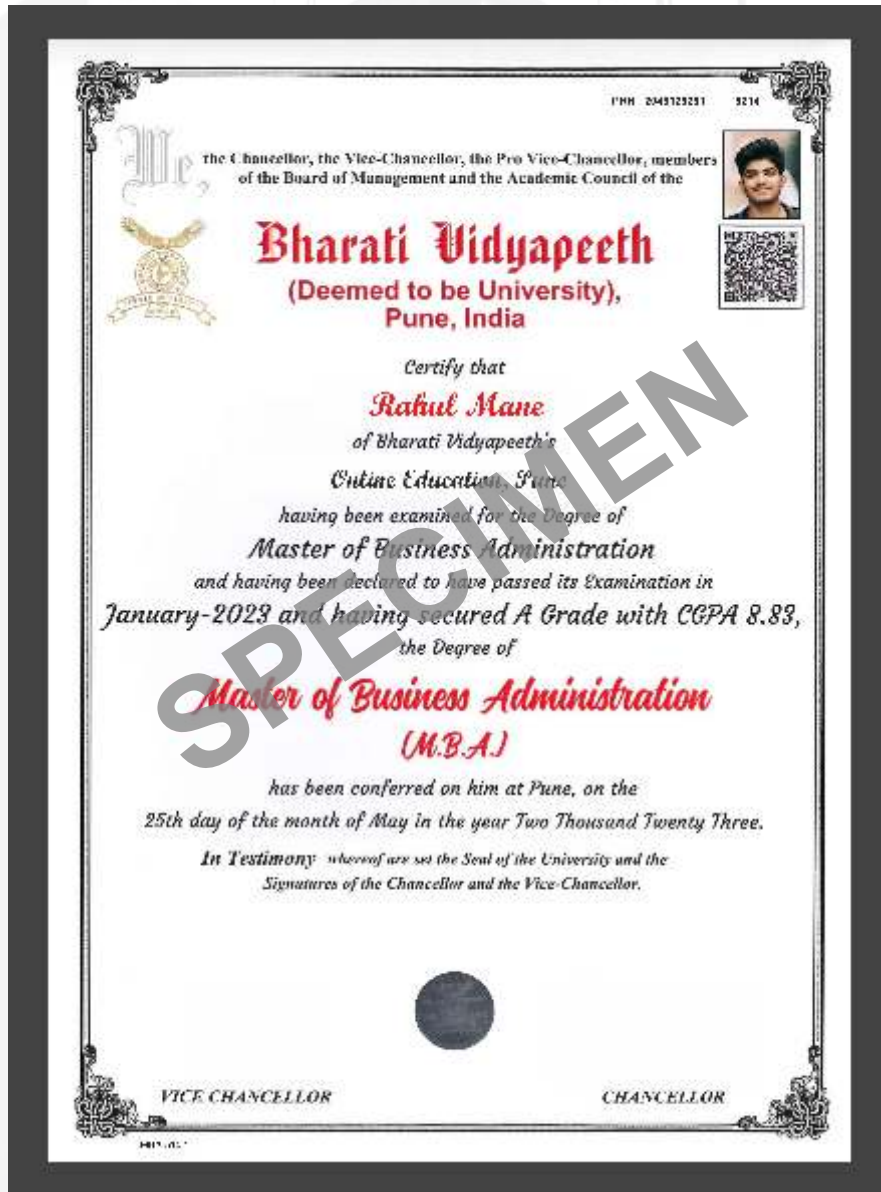 PRN 2043123251 3214
We, the Chancellor, the Vice-Chancellor, the Pro Vice-Chancellor, members
of the Board of Management and the Academic Council of the
Bharati Vidyapeeth
(Deemed to be University),
Pune, India
Certify that
Rahul Mane
of Bharati Vidyapeeth's
Online Education, Pune
having been examined for the Degree of
Master of Business Administration
and having been declared to have passed its Examination in
January-2023 and having secured A Grade with CGPA 8.83,
the Degree of
Master of Business Administration
(M.B.A.)
has been conferred on him at Pune, on the
25th day of the month of May in the year Two Thousand Twenty Three.
In Testimony whereof are set the Seal of the University and the
Signatures of the Chancellor and the Vice-Chancellor.
SPECIMEN
VICE CHANCELLOR CHANCELLOR